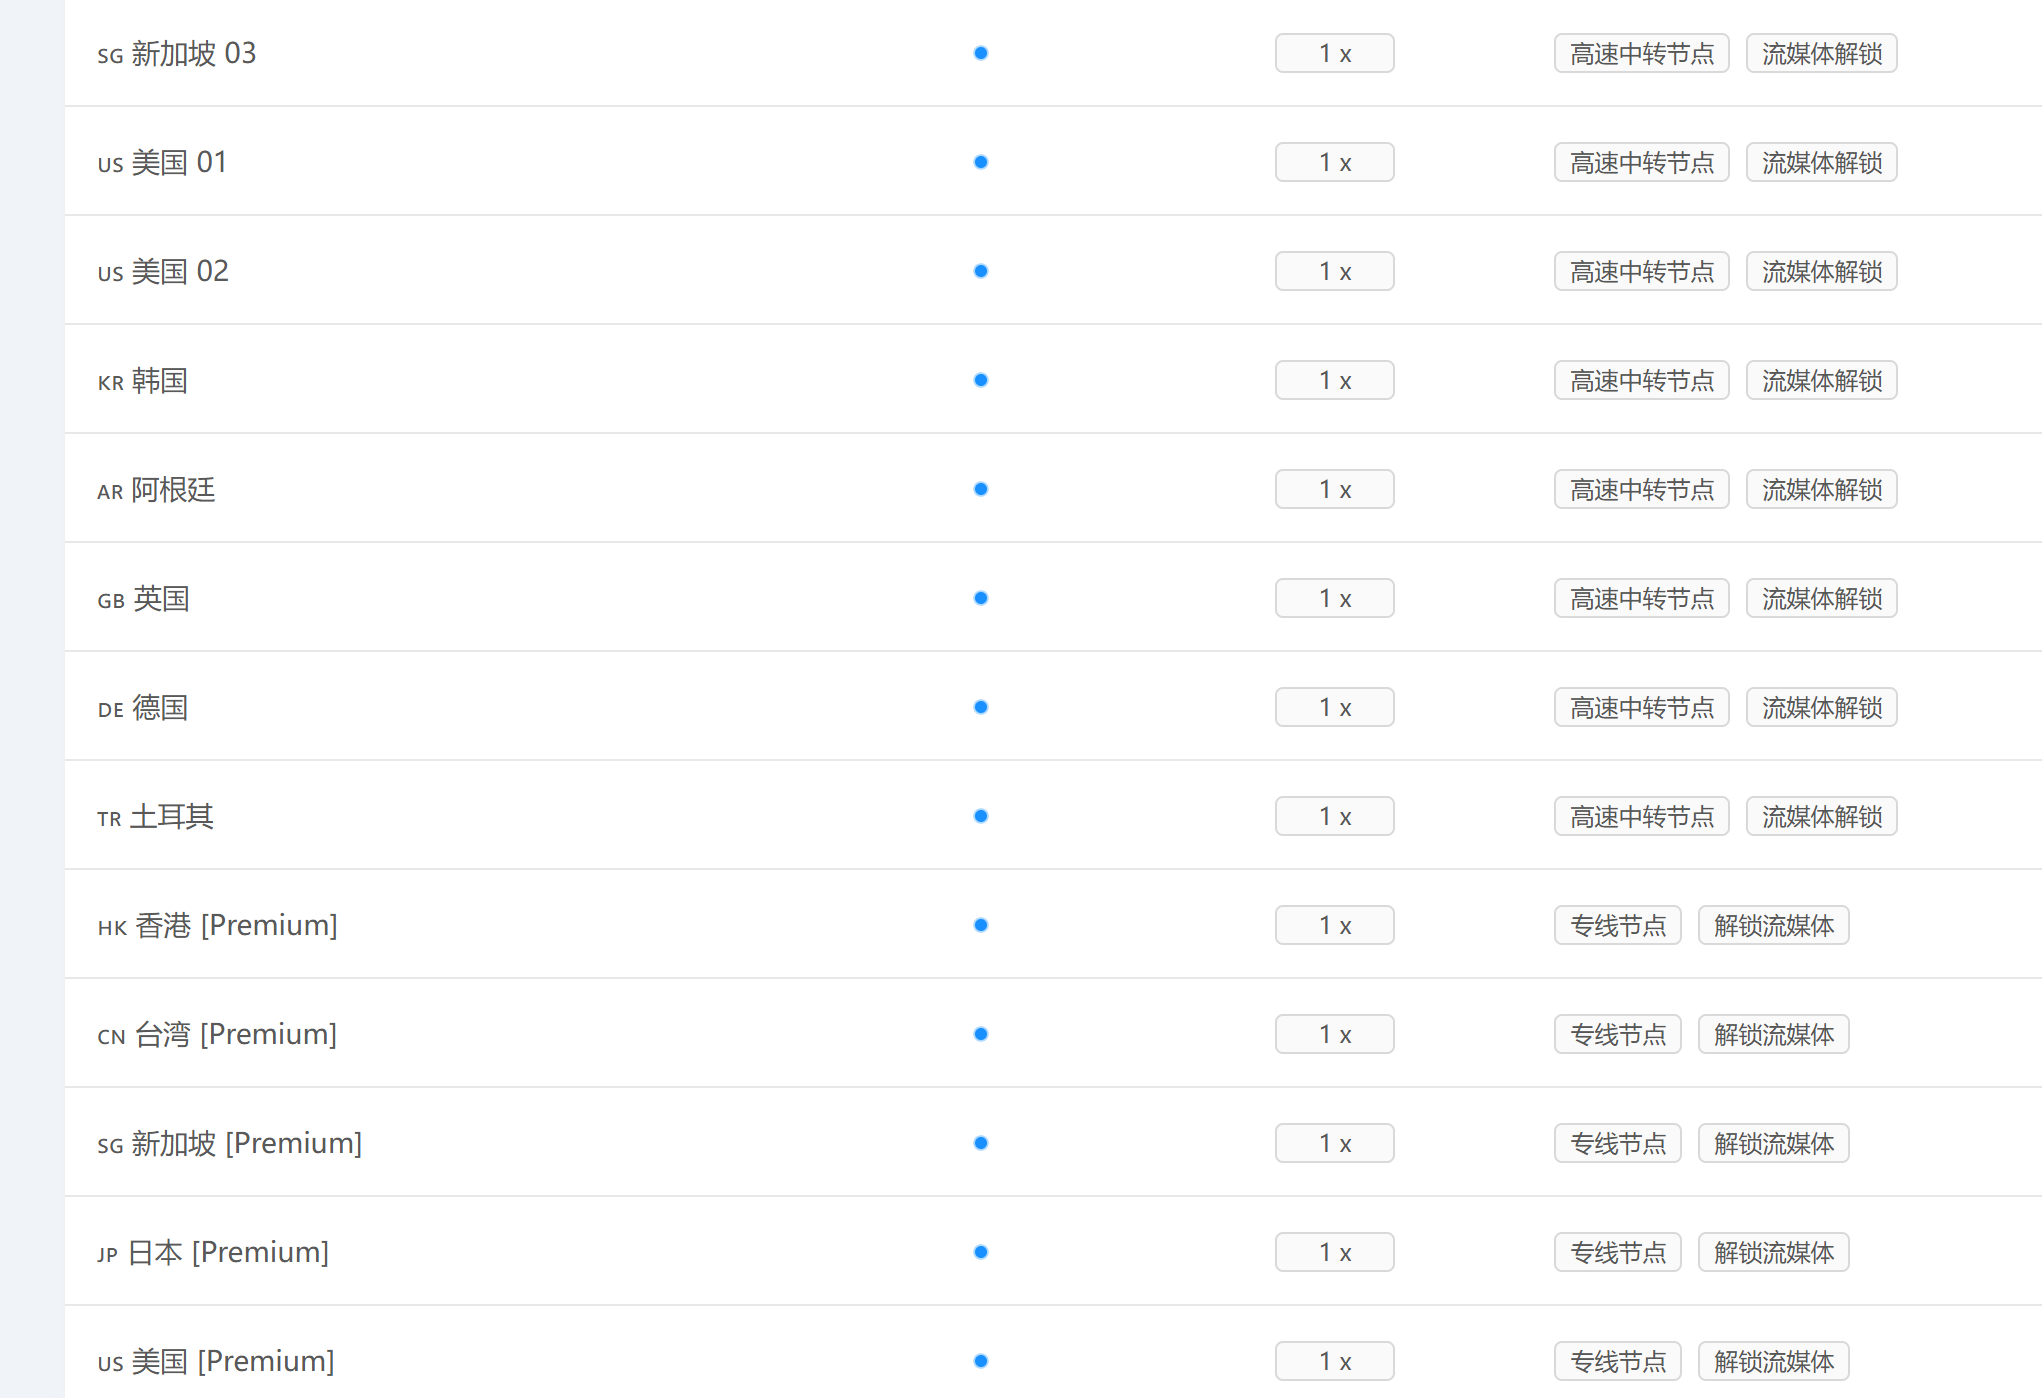 SG 新加坡 03 1 x 高速中转节点 流媒体解锁
US 美国 01 1 x 高速中转节点 流媒体解锁
US 美国 02 1 x 高速中转节点 流媒体解锁
KR 韩国 1 x 高速中转节点 流媒体解锁
AR 阿根廷 1 x 高速中转节点 流媒体解锁
GB 英国 1 x 高速中转节点 流媒体解锁
DE 德国 1 x 高速中转节点 流媒体解锁
TR 土耳其 1 x 高速中转节点 流媒体解锁
HK 香港 [Premium] 1 x 专线节点 解锁流媒体
CN 台湾 [Premium] 1 x 专线节点 解锁流媒体
SG 新加坡 [Premium] 1 x 专线节点 解锁流媒体
JP 日本 [Premium] 1 x 专线节点 解锁流媒体
US 美国 [Premium] 1 x 专线节点 解锁流媒体